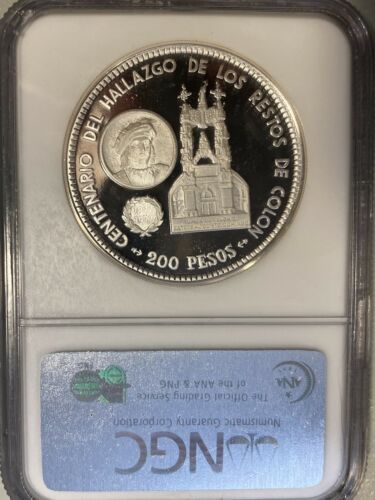 CENTENARIO DEL HALLAZGO DE LOS RESTOS DE COLON
200 PESOS
NGC
Numismatic Guaranty Corporation
The Official Grading Service
of the ANA & PNG
ANA